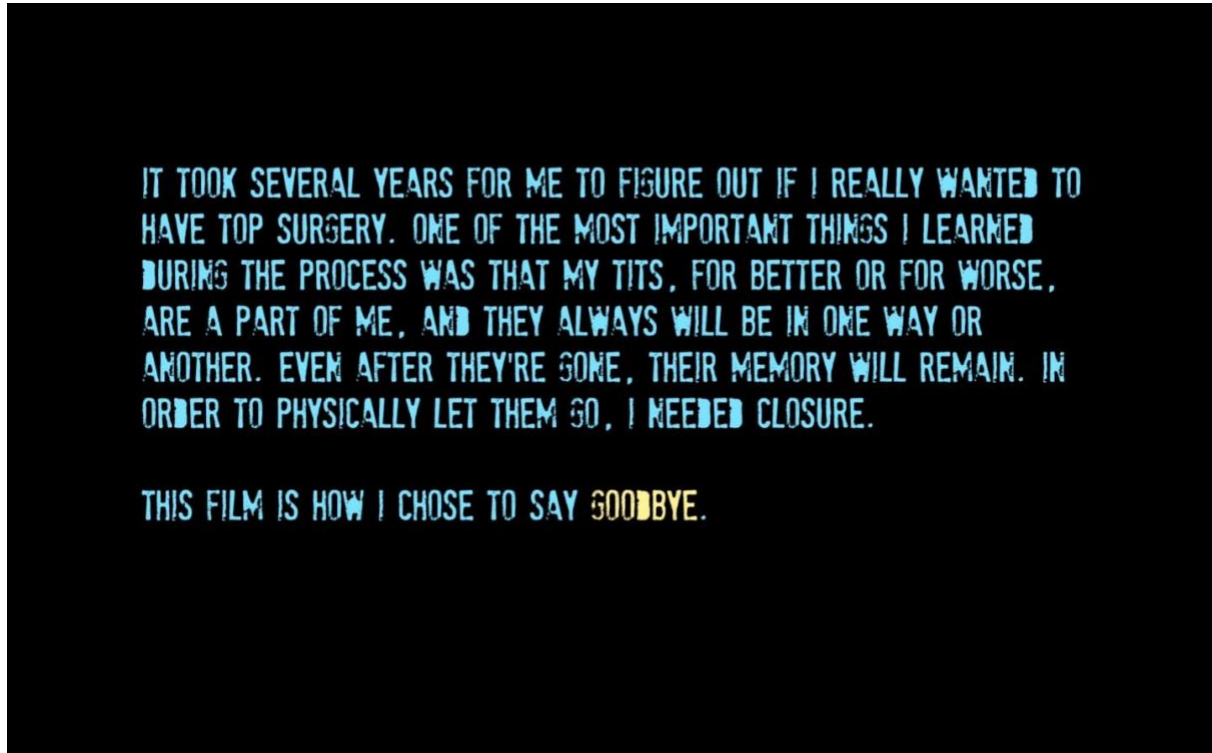 IT TOOK SEVERAL YEARS FOR ME TO FIGURE OUT IF I REALLY WANTED TO
HAVE TOP SURGERY. ONE OF THE MOST IMPORTANT THINGS I LEARNED
DURING THE PROCESS WAS THAT MY TITS, FOR BETTER OR FOR WORSE,
ARE A PART OF ME, AND THEY ALWAYS WILL BE IN ONE WAY OR
ANOTHER. EVEN AFTER THEY'RE GONE, THEIR MEMORY WILL REMAIN. IN
ORDER TO PHYSICALLY LET THEM GO, I NEEDED CLOSURE.
THIS FILM IS HOW I CHOSE TO SAY GOODBYE.